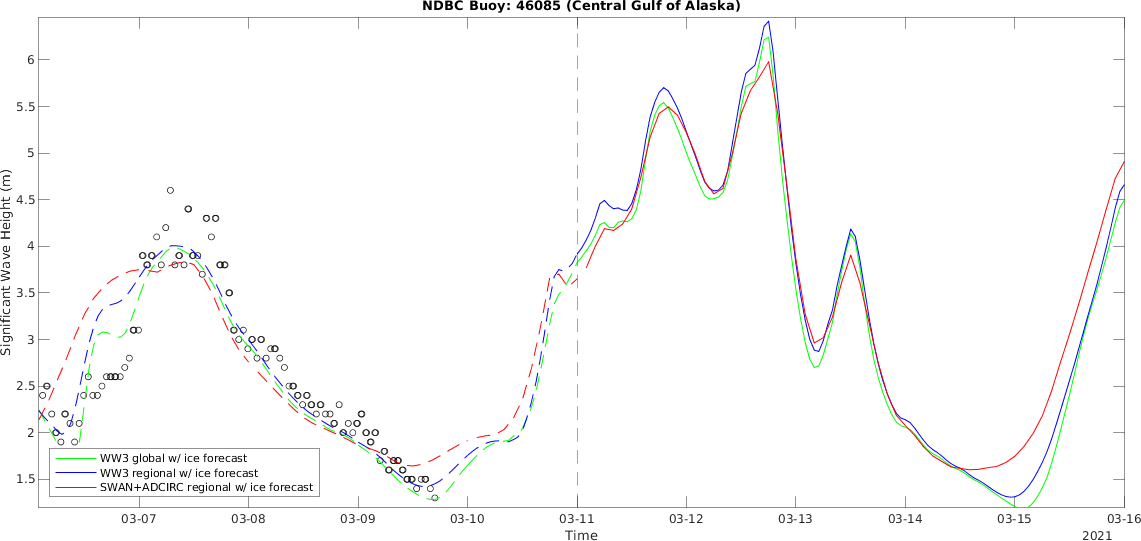 NDBC Buoy: 46085 (Central Gulf of Alaska)
Significant Wave Height (m)
6
5.5
5
4.5
4
3.5
3
2.5
2
1.5
WW3 global w/ ice forecast
WW3 regional w/ ice forecast
SWAN+ADCIRC regional w/ ice forecast
03-07 03-08 03-09 03-10 03-11 03-12 03-13 03-14 03-15 03-16
Time
2021